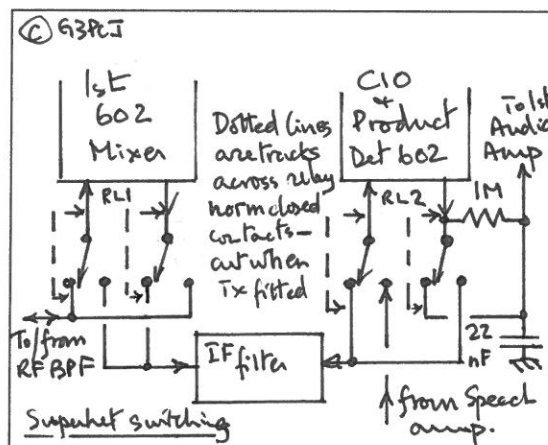 © G3PCJ
1st
602
Mixer
CIO
+
Product
Det 602
To 1st
Audio
Amp
Dotted lines
are tracks
across relay
norm closed
contacts –
cut when
Tx fitted
RL1
RL2
1M
To/from
RF BPF
IF filter
22
nF
from Speech
amp.
Superhet switching